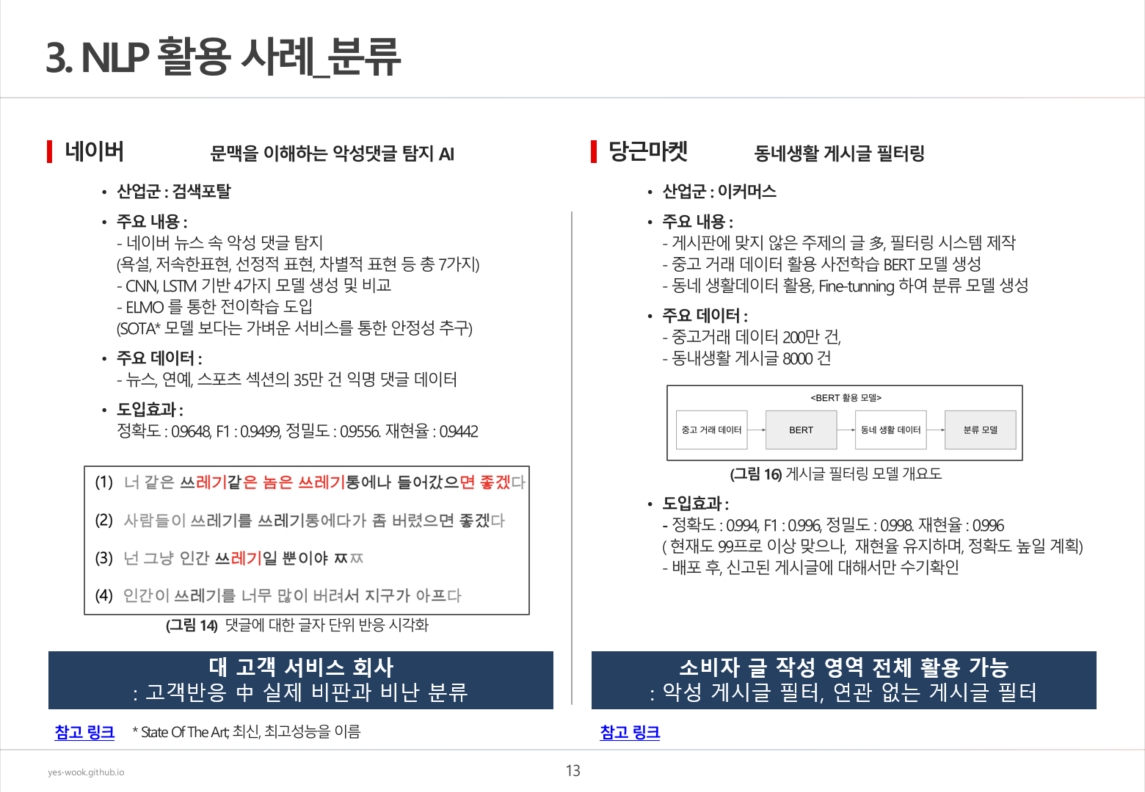 3. NLP 활용 사례_분류
네이버
문맥을 이해하는 악성댓글 탐지 AI
• 산업군 : 검색포탈
• 주요 내용 :
- 네이버 뉴스 속 악성 댓글 탐지
(욕설, 저속한표현, 선정적 표현, 차별적 표현 등 총 7가지)
- CNN, LSTM 기반 4가지 모델 생성 및 비교
- ELMO 를 통한 전이학습 도입
(SOTA* 모델 보다는 가벼운 서비스를 통한 안정성 추구)
• 주요 데이터 :
- 뉴스, 연예, 스포츠 섹션의 35만 건 익명 댓글 데이터
• 도입효과 :
정확도 : 0.9648, F1 : 0.9499, 정밀도 : 0.9556. 재현율 : 0.9442
(1) 너 같은 쓰레기같은 놈은 쓰레기통에나 들어갔으면 좋겠다
(2) 사람들이 쓰레기를 쓰레기통에다가 좀 버렸으면 좋겠다
(3) 넌 그냥 인간 쓰레기일 뿐이야 ㅉㅉ
(4) 인간이 쓰레기를 너무 많이 버려서 지구가 아프다
(그림 14) 댓글에 대한 글자 단위 반응 시각화
대 고객 서비스 회사
: 고객반응 中 실제 비판과 비난 분류
참고 링크 * State Of The Art; 최신, 최고성능을 이름
당근마켓
동네생활 게시글 필터링
• 산업군 : 이커머스
• 주요 내용 :
- 게시판에 맞지 않은 주제의 글 多, 필터링 시스템 제작
- 중고 거래 데이터 활용 사전학습 BERT 모델 생성
- 동네 생활데이터 활용, Fine-tunning 하여 분류 모델 생성
• 주요 데이터 :
- 중고거래 데이터 200만 건,
- 동내생활 게시글 8000 건
<BERT 활용 모델>
중고 거래 데이터 BERT 동네 생활 데이터 분류 모델
(그림 16) 게시글 필터링 모델 개요도
• 도입효과 :
- 정확도 : 0.994, F1 : 0.996, 정밀도 : 0.998. 재현율 : 0.996
( 현재도 99프로 이상 맞으나, 재현율 유지하며, 정확도 높일 계획)
- 배포 후, 신고된 게시글에 대해서만 수기확인
소비자 글 작성 영역 전체 활용 가능
: 악성 게시글 필터, 연관 없는 게시글 필터
참고 링크
yes-wook.github.io
13